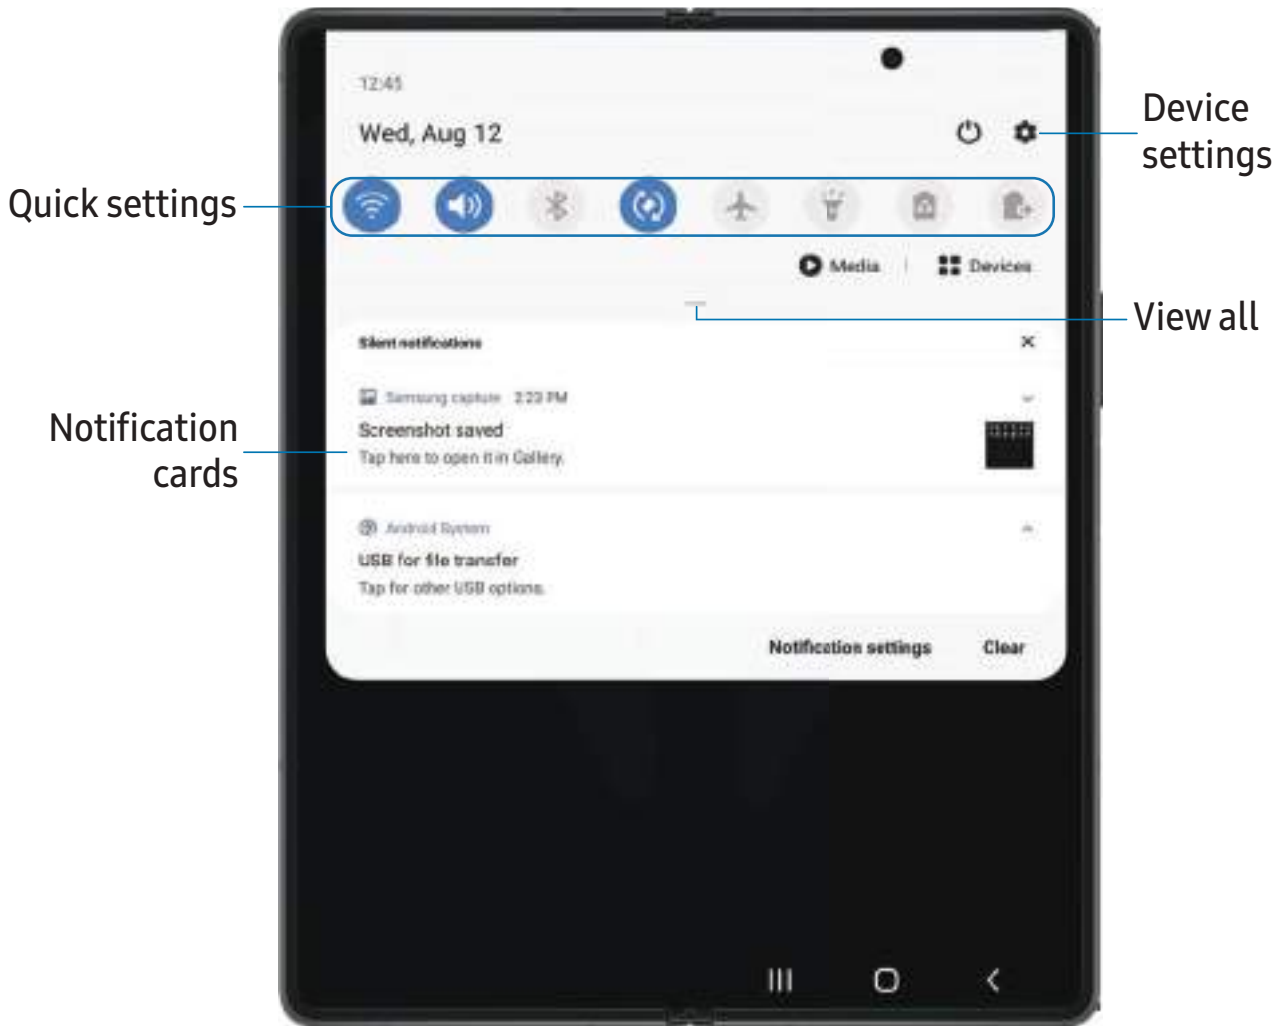 12:45
Wed, Aug 12
Device
settings
Quick settings
Media
Devices
View all
Silent notifications
Samsung capture 2:23 PM
Screenshot saved
Tap here to open it in Gallery.
Notification
cards
Android System
USB for file transfer
Tap for other USB options.
Notification settings
Clear